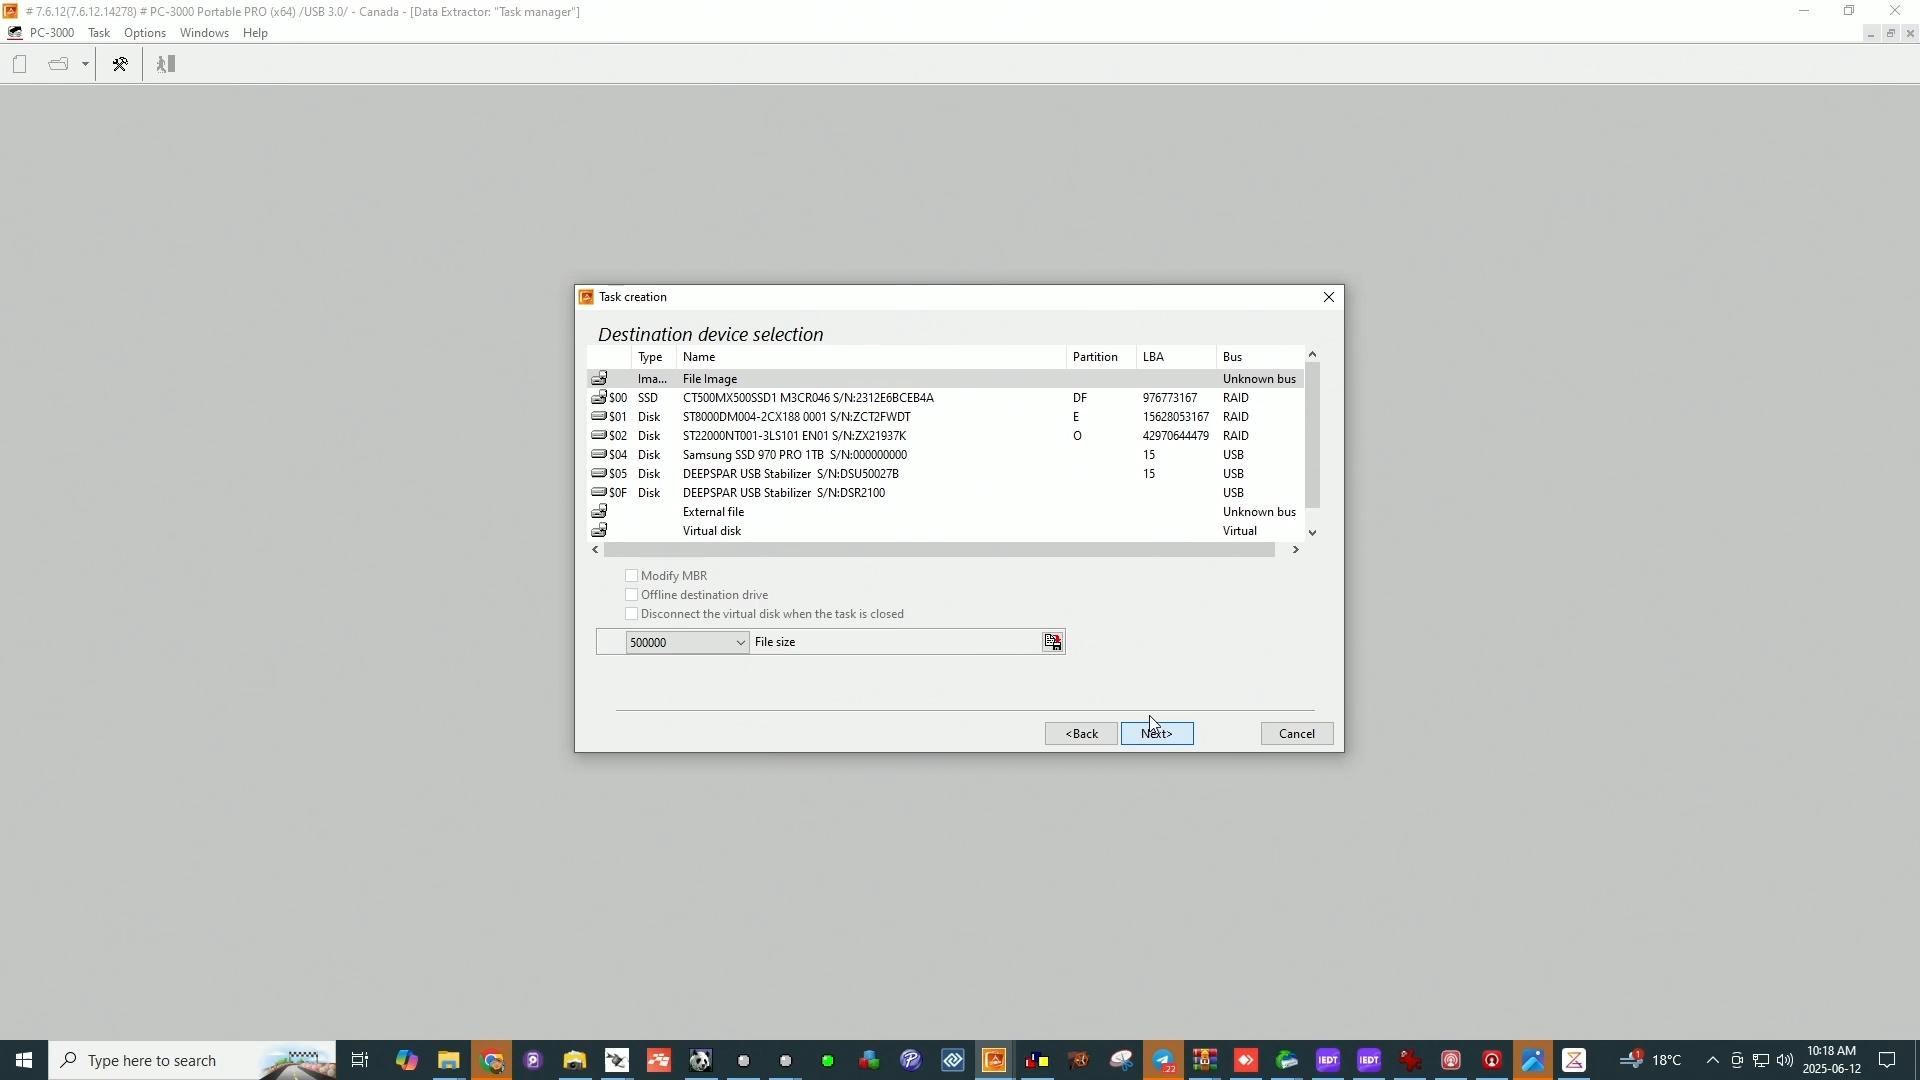 # 7.6.12(7.6.12.14278) # PC-3000 Portable PRO (x64) /USB 3.0/ - Canada - [Data Extractor: "Task manager"]
PC-3000 Task Options Windows Help
Task creation
Destination device selection
Type Name Partition LBA Bus
Ima... File Image Unknown bus
$00 SSD CT500MX500SSD1 M3CR046 S/N:2312E6BCEB4A DF 976773167 RAID
$01 Disk ST8000DM004-2CX188 0001 S/N:ZCT2FWDT E 15628053167 RAID
$02 Disk ST22000NT001-3LS101 EN01 S/N:ZX21937K O 42970644479 RAID
$04 Disk Samsung SSD 970 PRO 1TB S/N:000000000 15 USB
$05 Disk DEEPSPAR USB Stabilizer S/N:DSU50027B 15 USB
$0F Disk DEEPSPAR USB Stabilizer S/N:DSR2100 USB
External file Unknown bus
Virtual disk Virtual
Modify MBR
Offline destination drive
Disconnect the virtual disk when the task is closed
500000 File size
<Back Next> Cancel
Type here to search
22
IEDT
IEDT
1
18°C
10:18 AM
2025-06-12